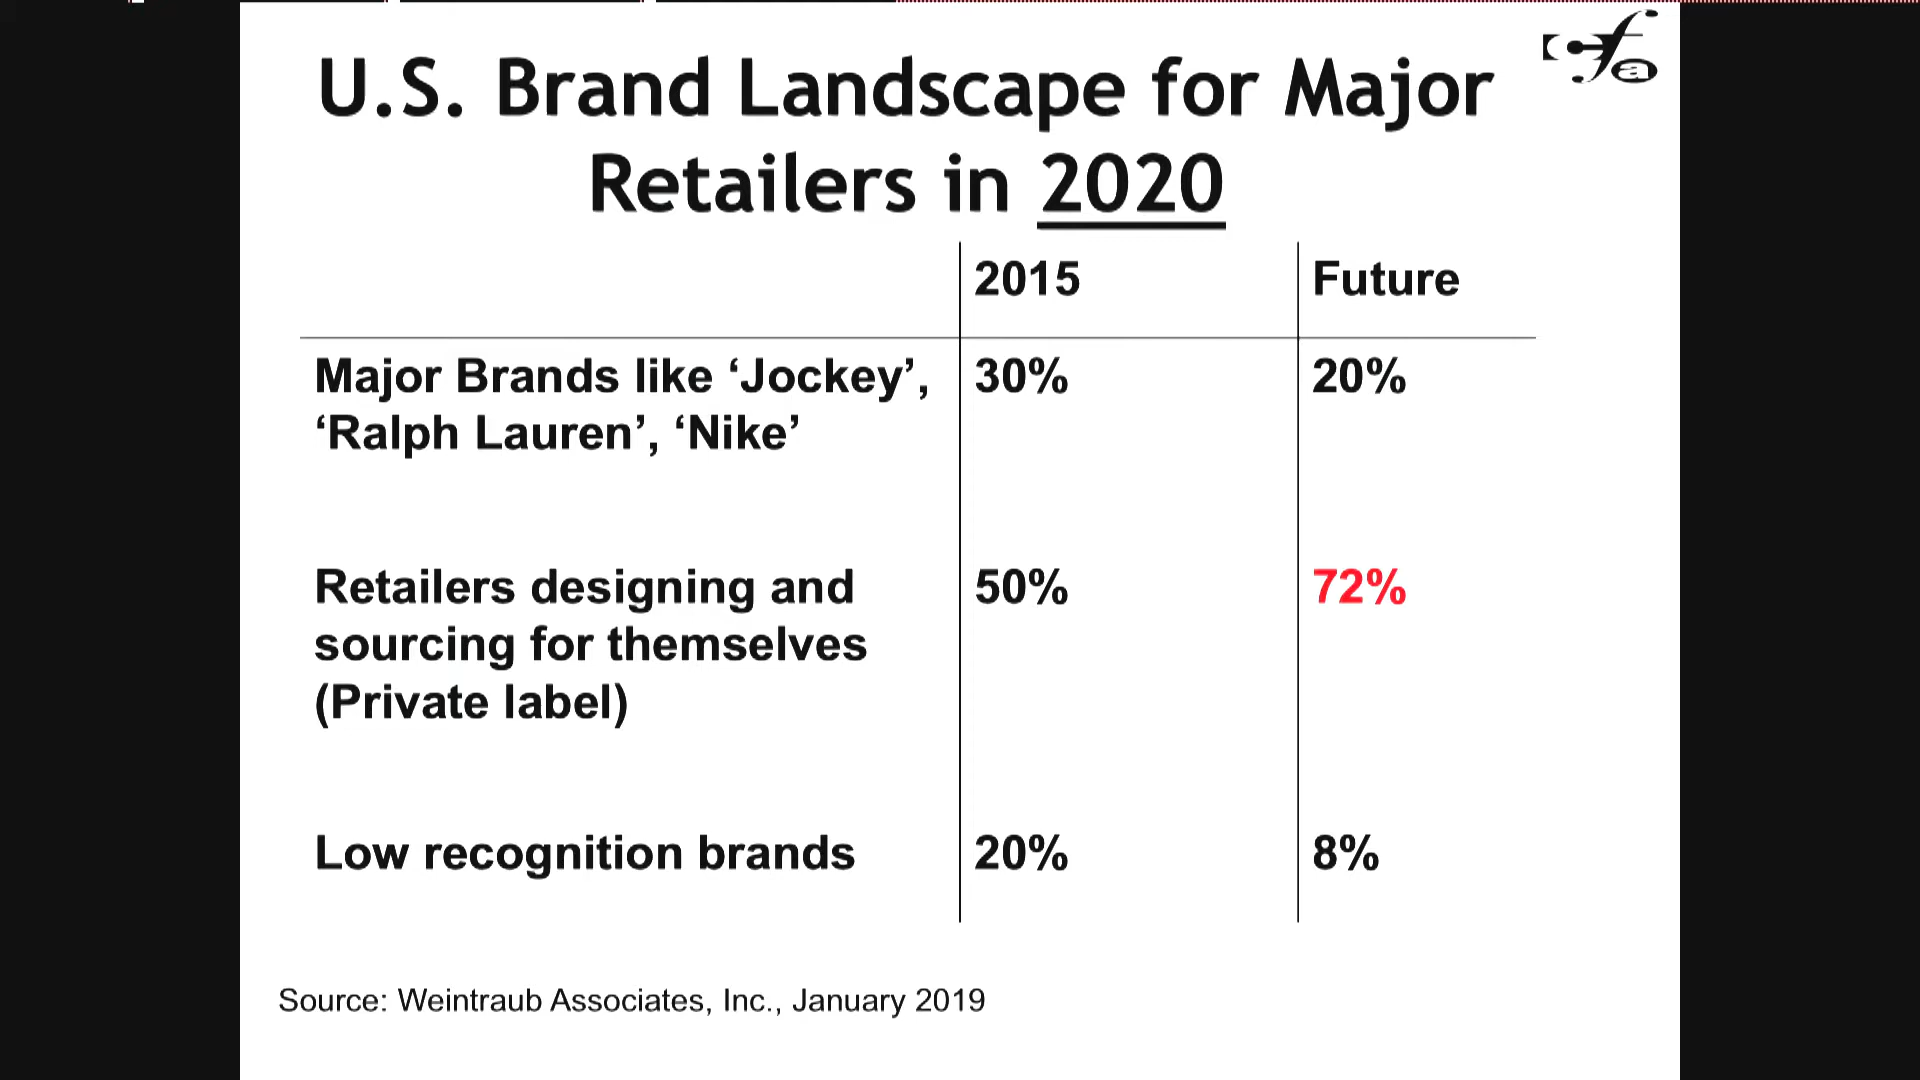 U.S. Brand Landscape for Major
Retailers in 2020
2015 Future
Major Brands like ‘Jockey’, 30% 20%
‘Ralph Lauren’, ‘Nike’
Retailers designing and 50% 72%
sourcing for themselves
(Private label)
Low recognition brands 20% 8%
Source: Weintraub Associates, Inc., January 2019
cfa